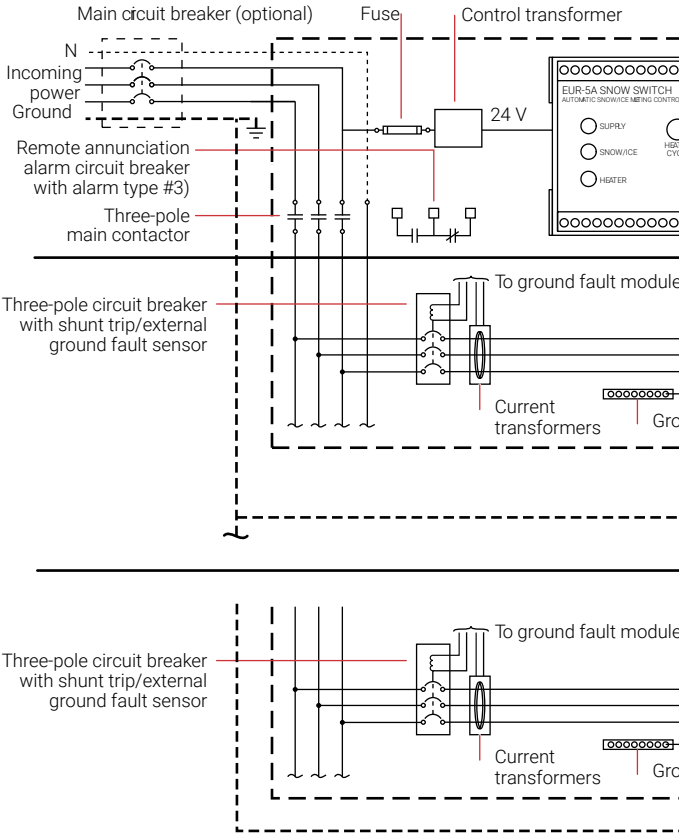 Main circuit breaker (optional)
Fuse
Control transformer
N
Incoming
power
Ground
24 V
EUR-5A SNOW SWITCH
SUPPLY
SNOW/ICE
HEATER
Remote annunciation
alarm circuit breaker
with alarm type #3)
Three-pole
main contactor
To ground fault module
Three-pole circuit breaker
with shunt trip/external
ground fault sensor
Current
transformers
To ground fault module
Three-pole circuit breaker
with shunt trip/external
ground fault sensor
Current
transformers